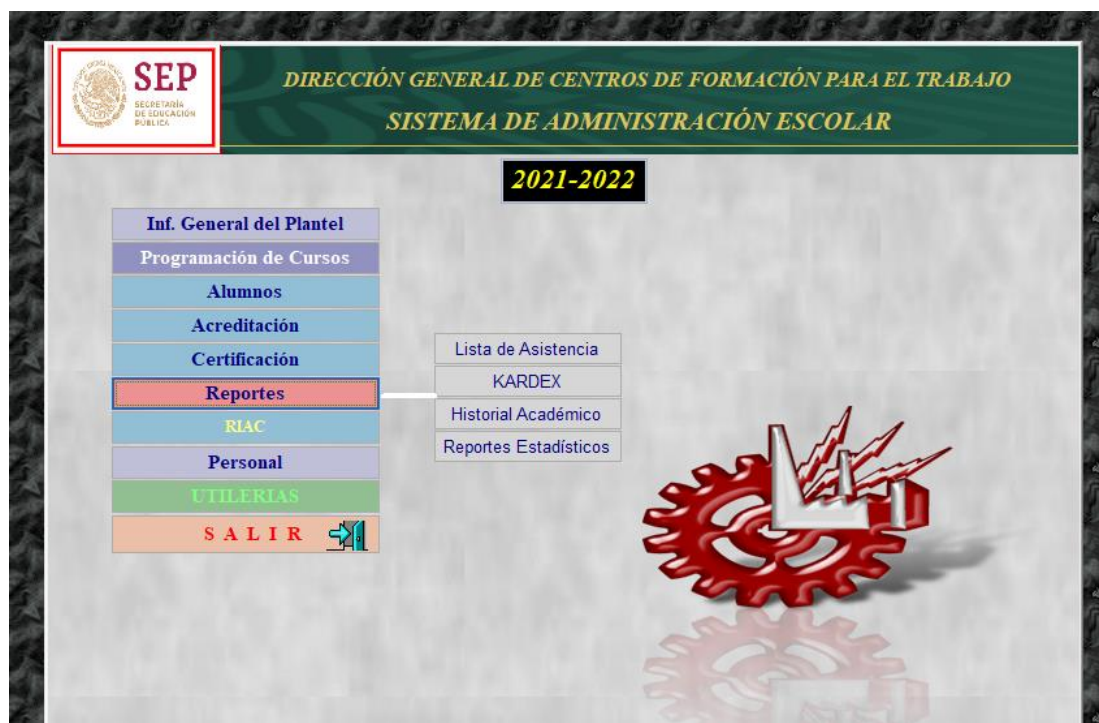 SEP
SECRETARÍA
DE EDUCACIÓN
PÚBLICA
DIRECCIÓN GENERAL DE CENTROS DE FORMACIÓN PARA EL TRABAJO
SISTEMA DE ADMINISTRACIÓN ESCOLAR
2021-2022
Inf. General del Plantel
Programación de Cursos
Alumnos
Acreditación
Certificación
Reportes
RIAC
Personal
UTILERIAS
S A L I R
Lista de Asistencia
KARDEX
Historial Académico
Reportes Estadísticos